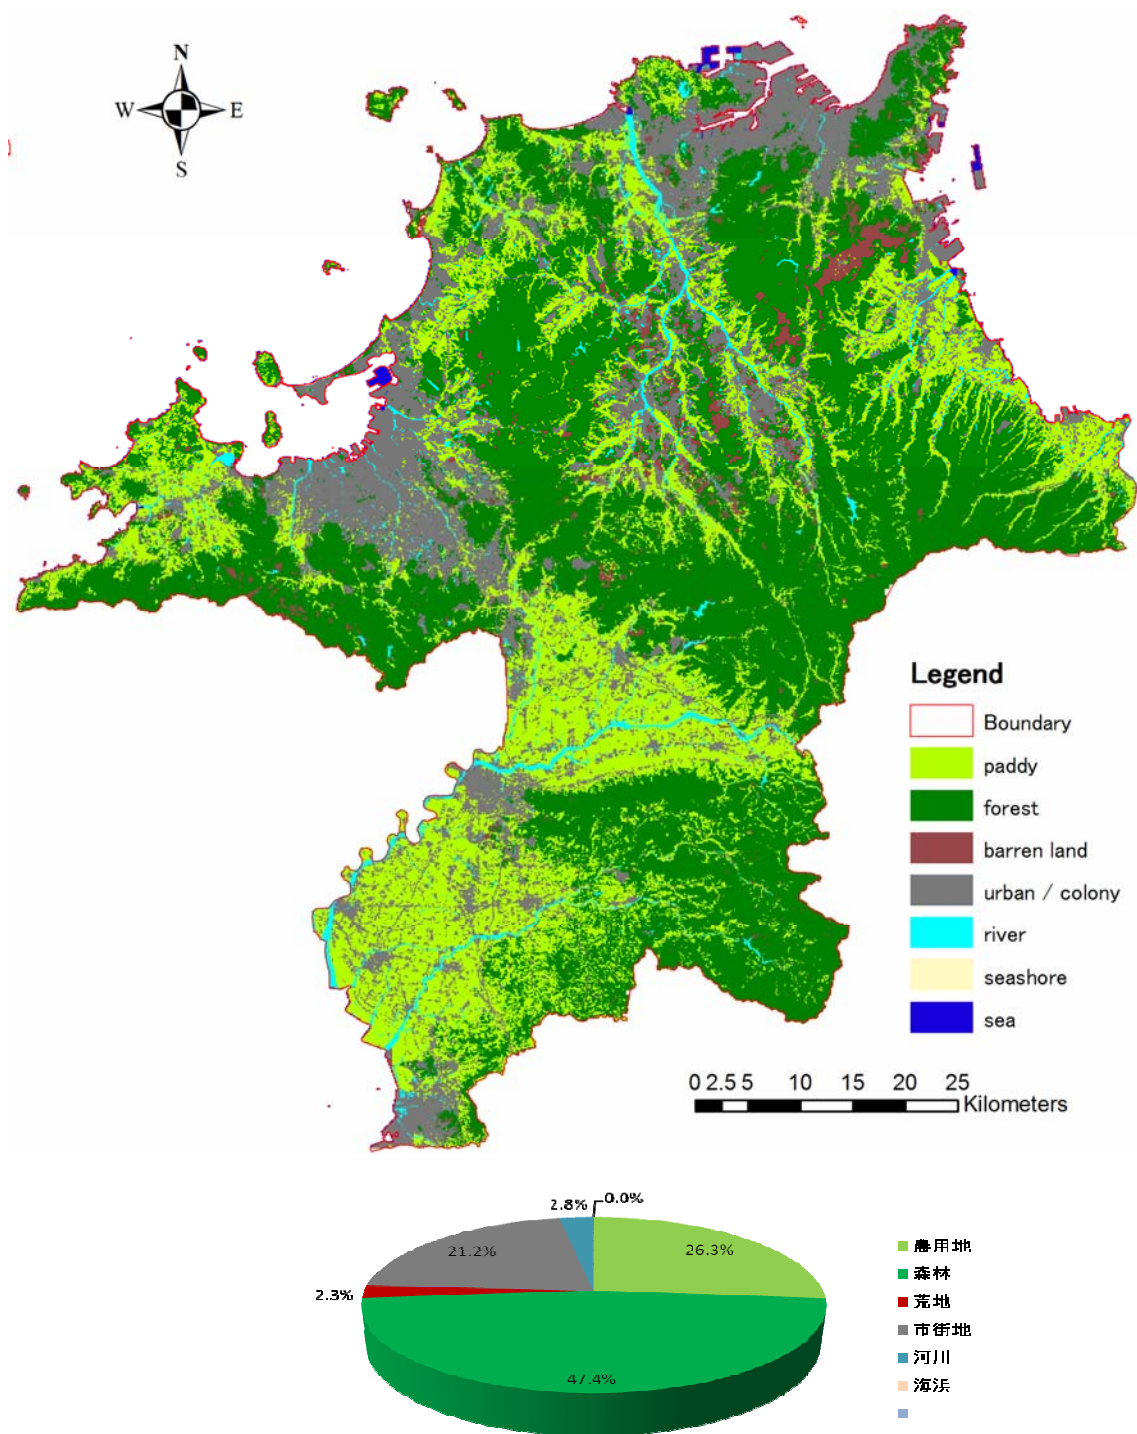 N
W E
S
Legend
Boundary
paddy
forest
barren land
urban / colony
river
seashore
sea
0 2.5 5 10 15 20 25
Kilometers
2.8% 0.0%
21.2% 26.3%
2.3%
47.4%
農用地
森林
荒地
市街地
河川
海浜